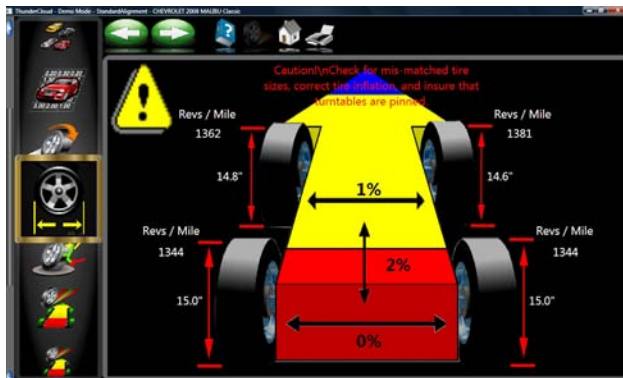 ThunderCloud - Demo Mode - StandardAlignment - CHEVROLET 2008 MALIBU Classic
Caution!\nCheck for mis-matched tire
sizes, correct tire inflation, and insure that
turntables are pinned
Revs / Mile
1362
Revs / Mile
1381
14.8"
14.6"
1%
Revs / Mile
1344
Revs / Mile
1344
2%
15.0"
15.0"
0%